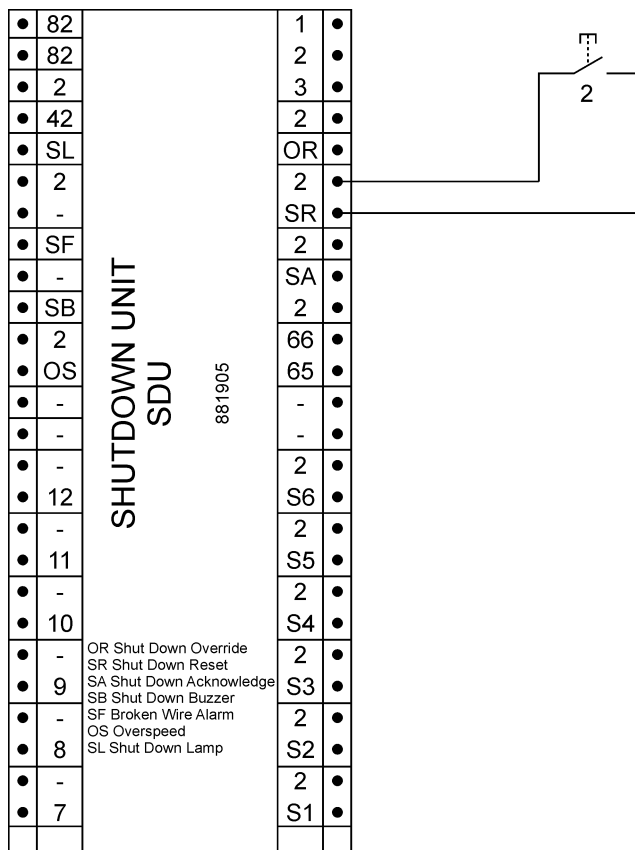 82 1
82 2
2 3
42 2
SL OR
2 2
- SR
SF 2
- SA
SB 2
2 66
OS 65
- -
- -
- 2
12 S6
- 2
11 S5
- 2
10 S4
- 2
9 S3
- 2
8 S2
- 2
7 S1
SHUTDOWN UNIT
SDU
881905
OR Shut Down Override
SR Shut Down Reset
SA Shut Down Acknowledge
SB Shut Down Buzzer
SF Broken Wire Alarm
OS Overspeed
SL Shut Down Lamp
2